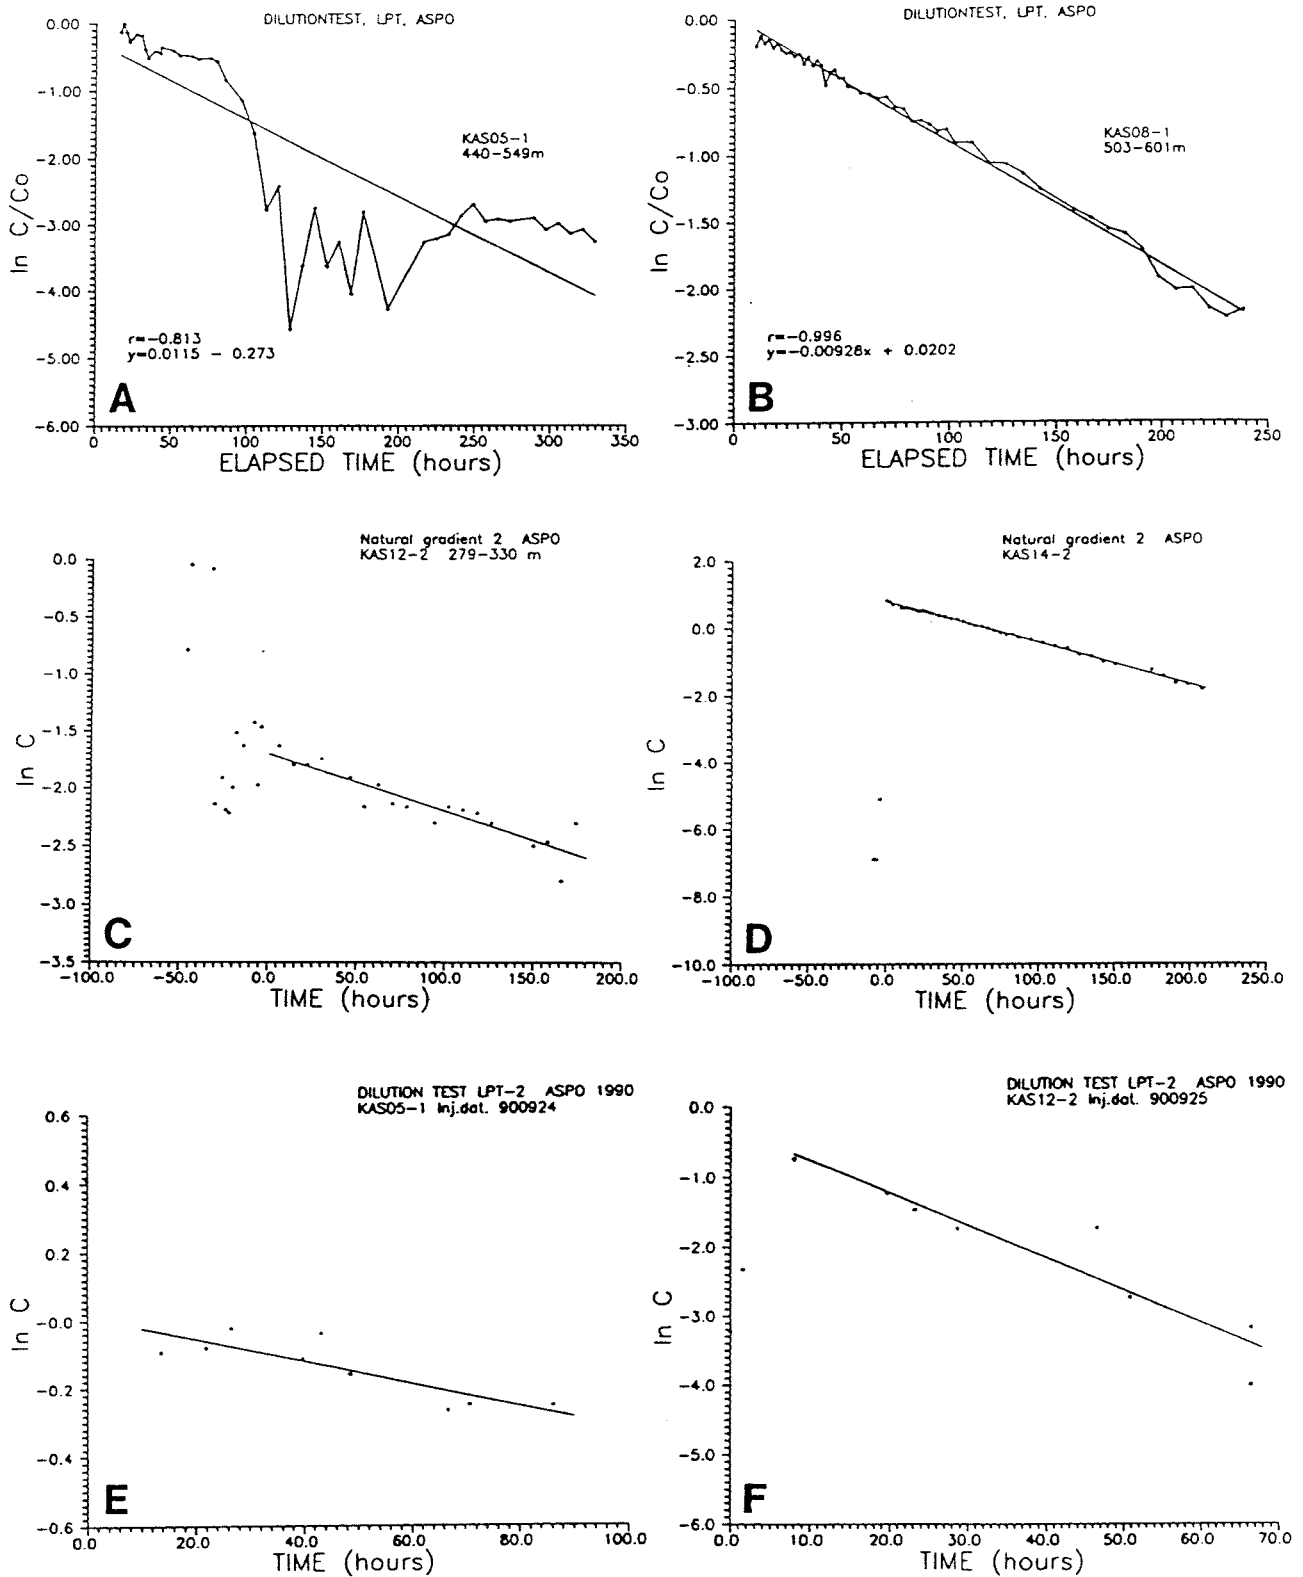 DILUTIONTEST, LPT, ASPO
0.00
-1.00
-2.00
-3.00
-4.00
-5.00
-6.00
ln C/Co
KAS05-1
440-549m
r=-0.813
y=0.0115 - 0.273
A
0 50 100 150 200 250 300 350
ELAPSED TIME (hours)
DILUTIONTEST, LPT, ASPO
0.00
-0.50
-1.00
-1.50
-2.00
-2.50
-3.00
ln C/Co
KAS08-1
503-601m
r=-0.996
y=-0.00928x + 0.0202
B
0 50 100 150 200 250
ELAPSED TIME (hours)
Natural gradient 2 ASPO
KAS12-2 279-330 m
0.0
-0.5
-1.0
-1.5
-2.0
-2.5
-3.0
-3.5
ln C
C
-100.0 -50.0 0.0 50.0 100.0 150.0 200.0
TIME (hours)
Natural gradient 2 ASPO
KAS14-2
2.0
0.0
-2.0
-4.0
-6.0
-8.0
-10.0
ln C
D
-100.0 -50.0 0.0 50.0 100.0 150.0 200.0 250.0
TIME (hours)
DILUTION TEST LPT-2 ASPO 1990
KAS05-1 Inj.dat. 900924
0.6
0.4
0.2
-0.0
-0.2
-0.4
-0.6
ln C
E
0.0 20.0 40.0 60.0 80.0 100.0
TIME (hours)
DILUTION TEST LPT-2 ASPO 1990
KAS12-2 Inj.dat. 900925
0.0
-1.0
-2.0
-3.0
-4.0
-5.0
-6.0
ln C
F
0.0 10.0 20.0 30.0 40.0 50.0 60.0 70.0
TIME (hours)